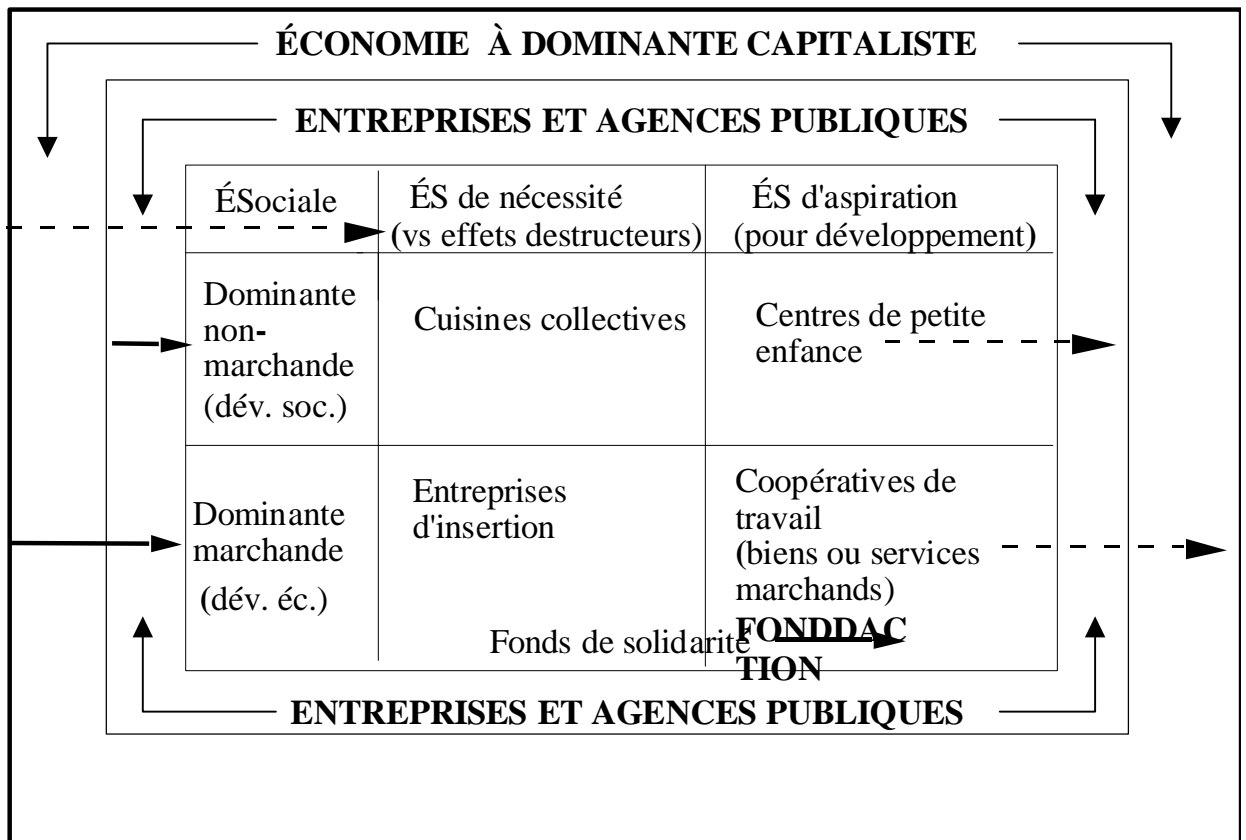 ÉCONOMIE À DOMINANTE CAPITALISTE
ENTREPRISES ET AGENCES PUBLIQUES
ÉSociale
ÉS de nécessité
(vs effets destructeurs)
ÉS d'aspiration
(pour développement)
Dominante
non-
marchande
(dév. soc.)
Cuisines collectives
Centres de petite
enfance
Dominante
marchande
(dév. éc.)
Entreprises
d'insertion
Coopératives de
travail
(biens ou services
marchands)
Fonds de solidarité
FONDDAC
TION
ENTREPRISES ET AGENCES PUBLIQUES